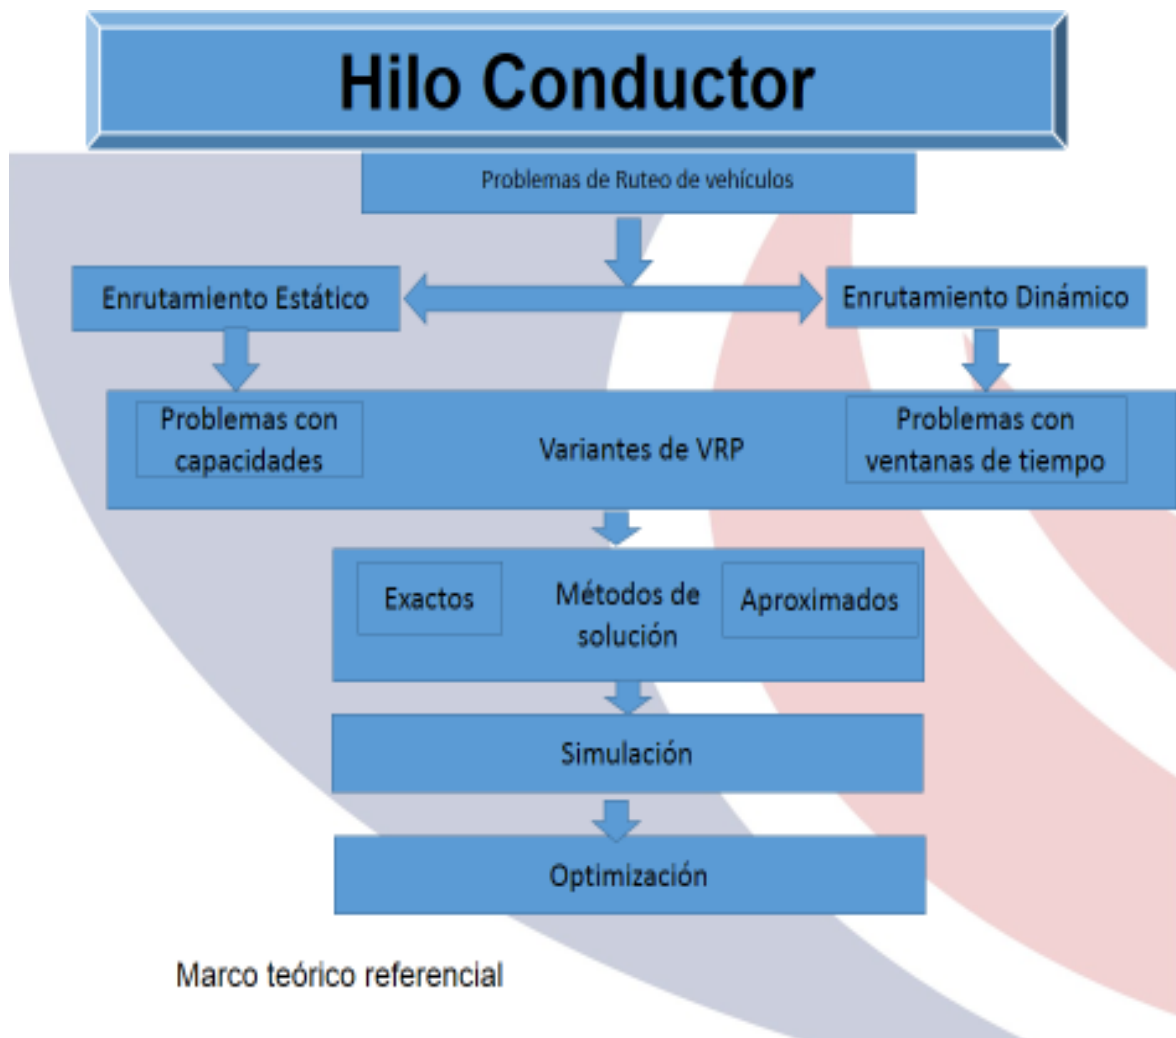 Hilo Conductor
Problemas de Ruteo de vehículos
Enrutamiento Estático
Enrutamiento Dinámico
Problemas con
capacidades
Variantes de VRP
Problemas con
ventanas de tiempo
Exactos
Métodos de
solución
Aproximados
Simulación
Optimización
Marco teórico referencial